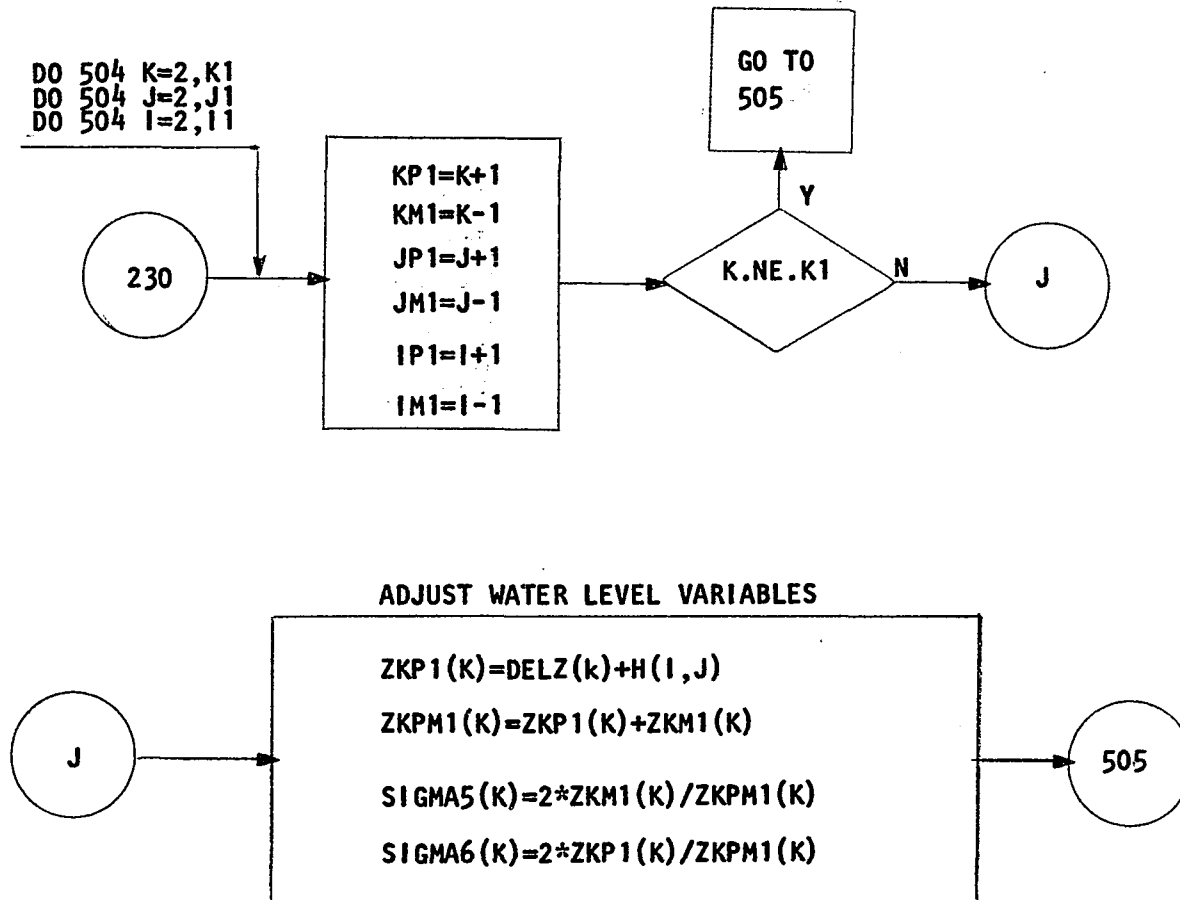 DO 504 K=2,K1
DO 504 J=2,J1
DO 504 I=2,I1
230
KP1=K+1
KM1=K-1
JP1=J+1
JM1=J-1
IP1=I+1
IM1=I-1
GO TO
505
Y
K.NE.K1
N
J
ADJUST WATER LEVEL VARIABLES
J
ZKP1(K)=DELZ(k)+H(I,J)
ZKPM1(K)=ZKP1(K)+ZKM1(K)
SIGMA5(K)=2*ZKM1(K)/ZKPM1(K)
SIGMA6(K)=2*ZKP1(K)/ZKPM1(K)
505